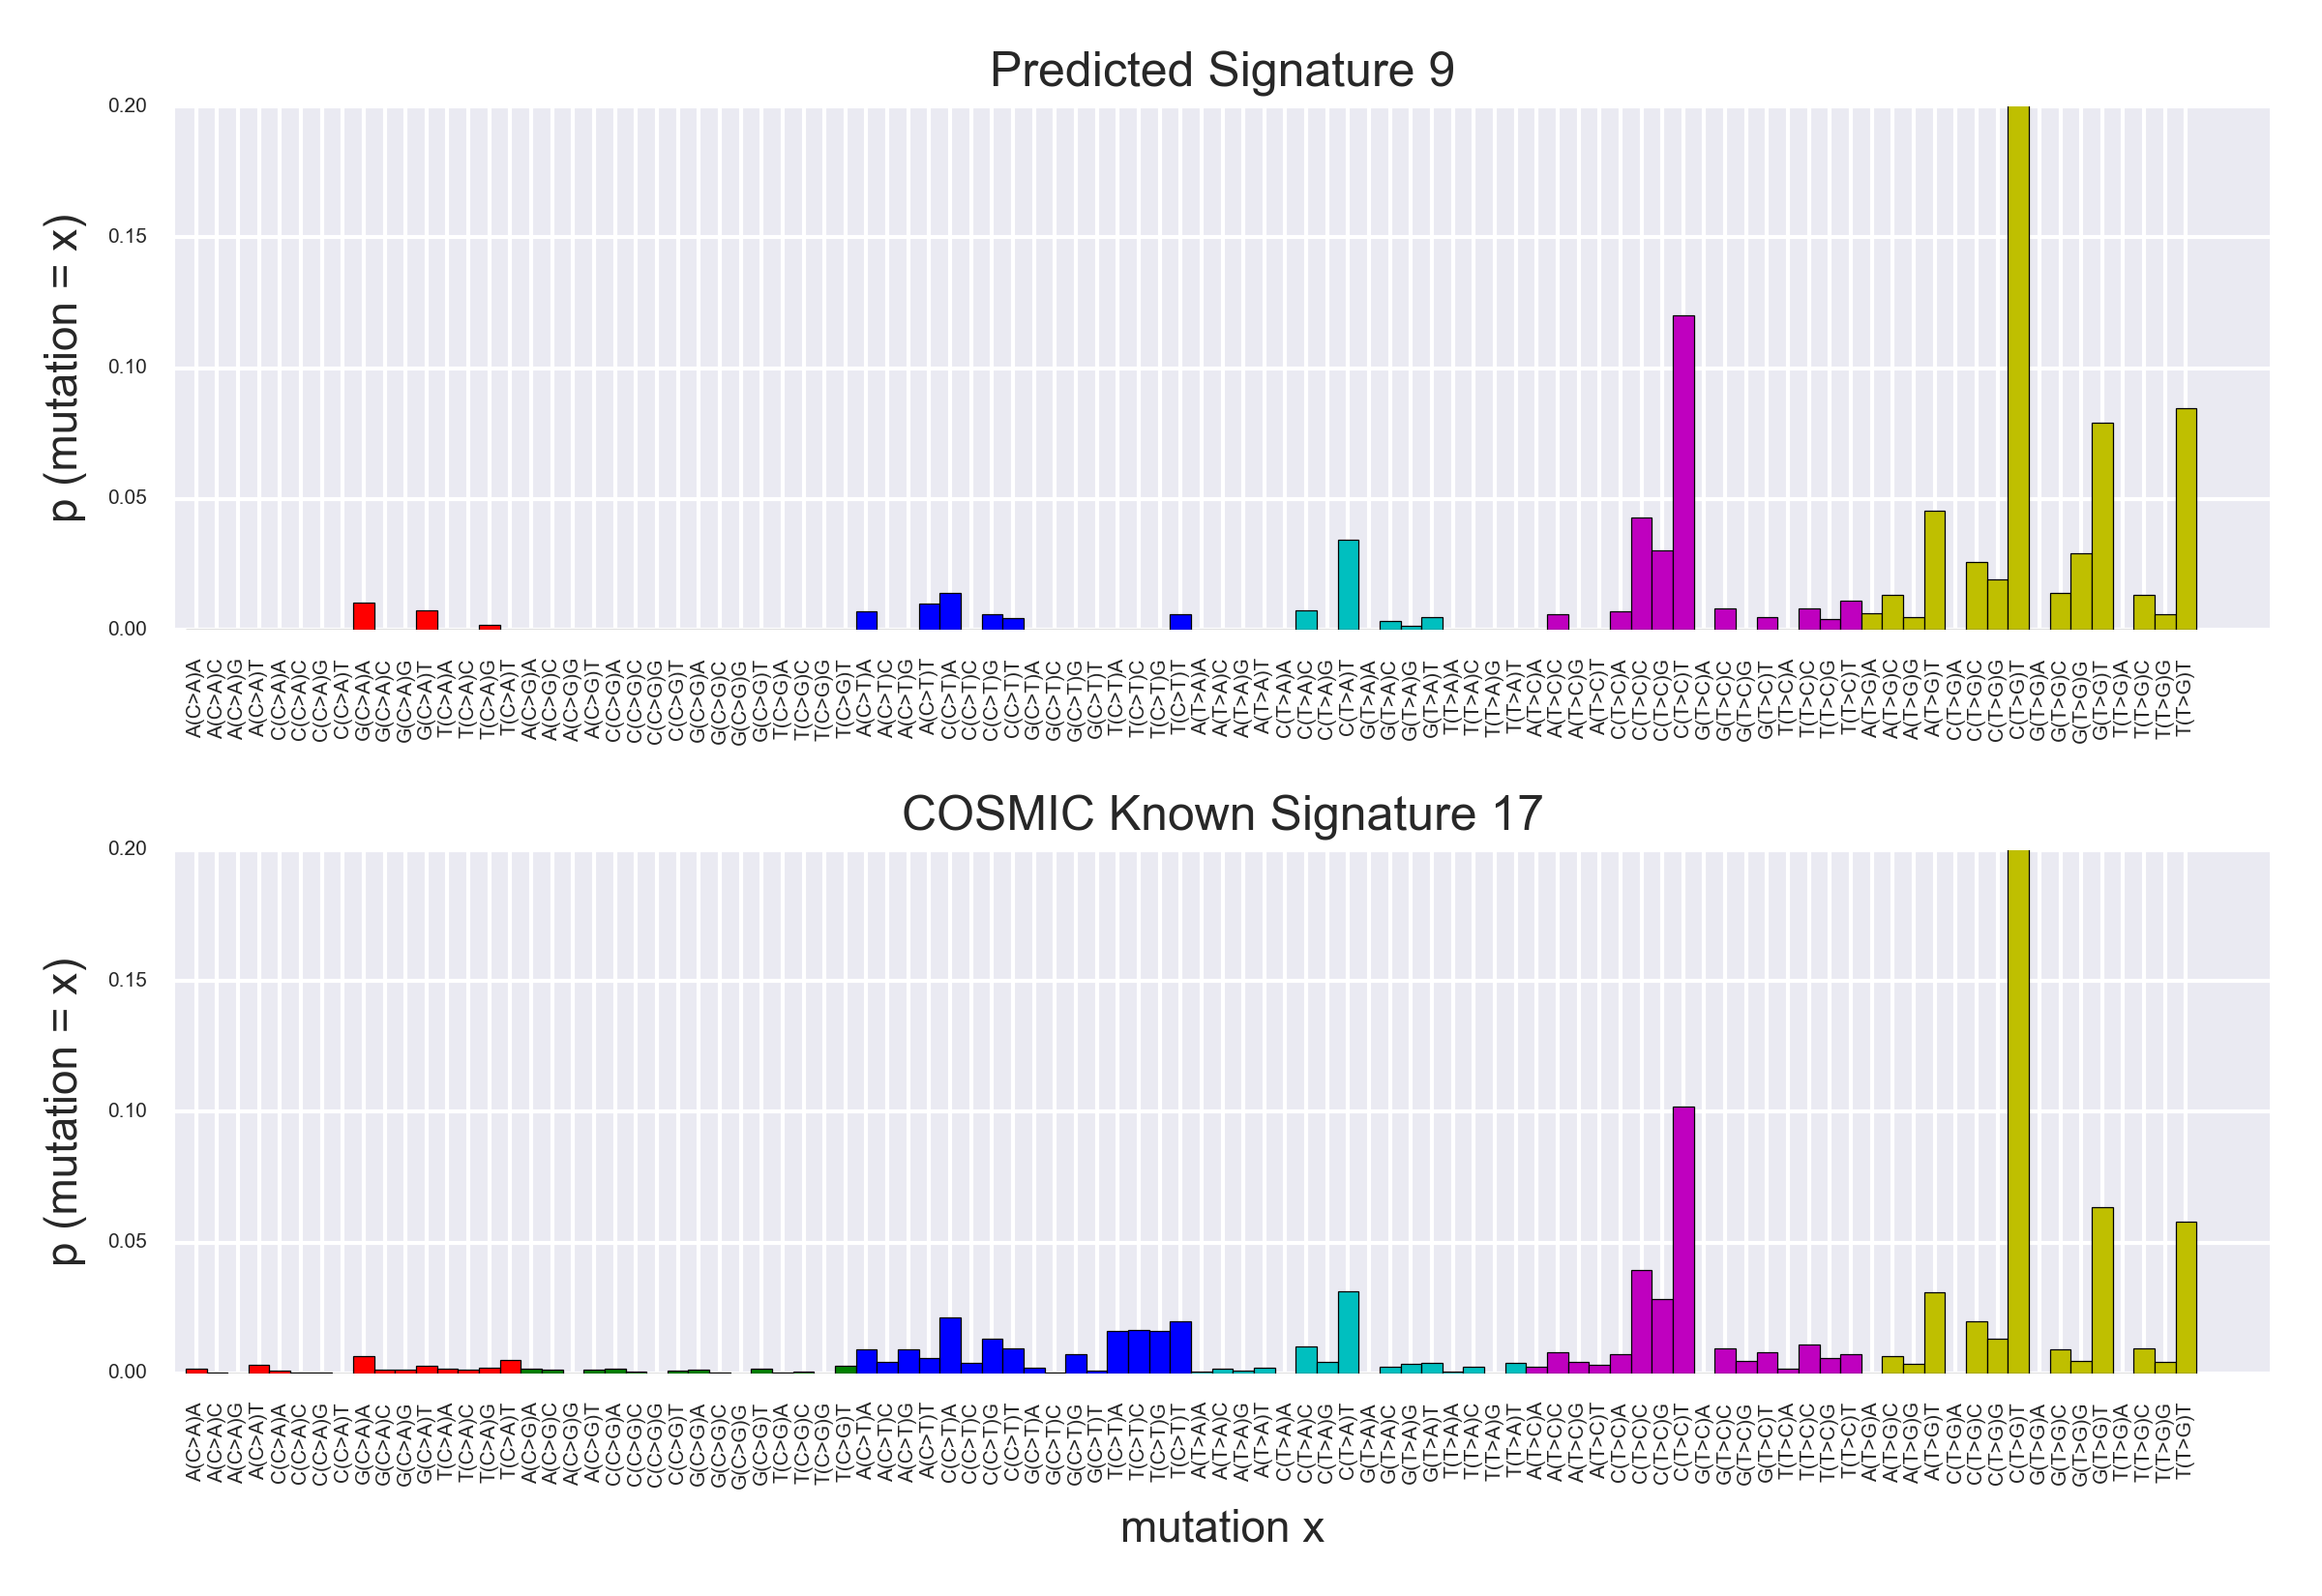 Predicted Signature 9
p (mutation = x)
0.20
0.15
0.10
0.05
0.00
A(C>A)A
A(C>A)C
A(C>A)G
A(C>A)T
C(C>A)A
C(C>A)C
C(C>A)G
C(C>A)T
G(C>A)A
G(C>A)C
G(C>A)G
G(C>A)T
T(C>A)A
T(C>A)C
T(C>A)G
T(C>A)T
A(C>G)A
A(C>G)C
A(C>G)G
A(C>G)T
C(C>G)A
C(C>G)C
C(C>G)G
C(C>G)T
G(C>G)A
G(C>G)C
G(C>G)G
G(C>G)T
T(C>G)A
T(C>G)C
T(C>G)G
T(C>G)T
A(C>T)A
A(C>T)C
A(C>T)G
A(C>T)T
C(C>T)A
C(C>T)C
C(C>T)G
C(C>T)T
G(C>T)A
G(C>T)C
G(C>T)G
G(C>T)T
T(C>T)A
T(C>T)C
T(C>T)G
T(C>T)T
A(T>A)A
A(T>A)C
A(T>A)G
A(T>A)T
C(T>A)A
C(T>A)C
C(T>A)G
C(T>A)T
G(T>A)A
G(T>A)C
G(T>A)G
G(T>A)T
T(T>A)A
T(T>A)C
T(T>A)G
T(T>A)T
A(T>C)A
A(T>C)C
A(T>C)G
A(T>C)T
C(T>C)A
C(T>C)C
C(T>C)G
C(T>C)T
G(T>C)A
G(T>C)C
G(T>C)G
G(T>C)T
T(T>C)A
T(T>C)C
T(T>C)G
T(T>C)T
A(T>G)A
A(T>G)C
A(T>G)G
A(T>G)T
C(T>G)A
C(T>G)C
C(T>G)G
C(T>G)T
G(T>G)A
G(T>G)C
G(T>G)G
G(T>G)T
T(T>G)A
T(T>G)C
T(T>G)G
T(T>G)T
COSMIC Known Signature 17
p (mutation = x)
0.20
0.15
0.10
0.05
0.00
A(C>A)A
A(C>A)C
A(C>A)G
A(C>A)T
C(C>A)A
C(C>A)C
C(C>A)G
C(C>A)T
G(C>A)A
G(C>A)C
G(C>A)G
G(C>A)T
T(C>A)A
T(C>A)C
T(C>A)G
T(C>A)T
A(C>G)A
A(C>G)C
A(C>G)G
A(C>G)T
C(C>G)A
C(C>G)C
C(C>G)G
C(C>G)T
G(C>G)A
G(C>G)C
G(C>G)G
G(C>G)T
T(C>G)A
T(C>G)C
T(C>G)G
T(C>G)T
A(C>T)A
A(C>T)C
A(C>T)G
A(C>T)T
C(C>T)A
C(C>T)C
C(C>T)G
C(C>T)T
G(C>T)A
G(C>T)C
G(C>T)G
G(C>T)T
T(C>T)A
T(C>T)C
T(C>T)G
T(C>T)T
A(T>A)A
A(T>A)C
A(T>A)G
A(T>A)T
C(T>A)A
C(T>A)C
C(T>A)G
C(T>A)T
G(T>A)A
G(T>A)C
G(T>A)G
G(T>A)T
T(T>A)A
T(T>A)C
T(T>A)G
T(T>A)T
A(T>C)A
A(T>C)C
A(T>C)G
A(T>C)T
C(T>C)A
C(T>C)C
C(T>C)G
C(T>C)T
G(T>C)A
G(T>C)C
G(T>C)G
G(T>C)T
T(T>C)A
T(T>C)C
T(T>C)G
T(T>C)T
A(T>G)A
A(T>G)C
A(T>G)G
A(T>G)T
C(T>G)A
C(T>G)C
C(T>G)G
C(T>G)T
G(T>G)A
G(T>G)C
G(T>G)G
G(T>G)T
T(T>G)A
T(T>G)C
T(T>G)G
T(T>G)T
mutation x